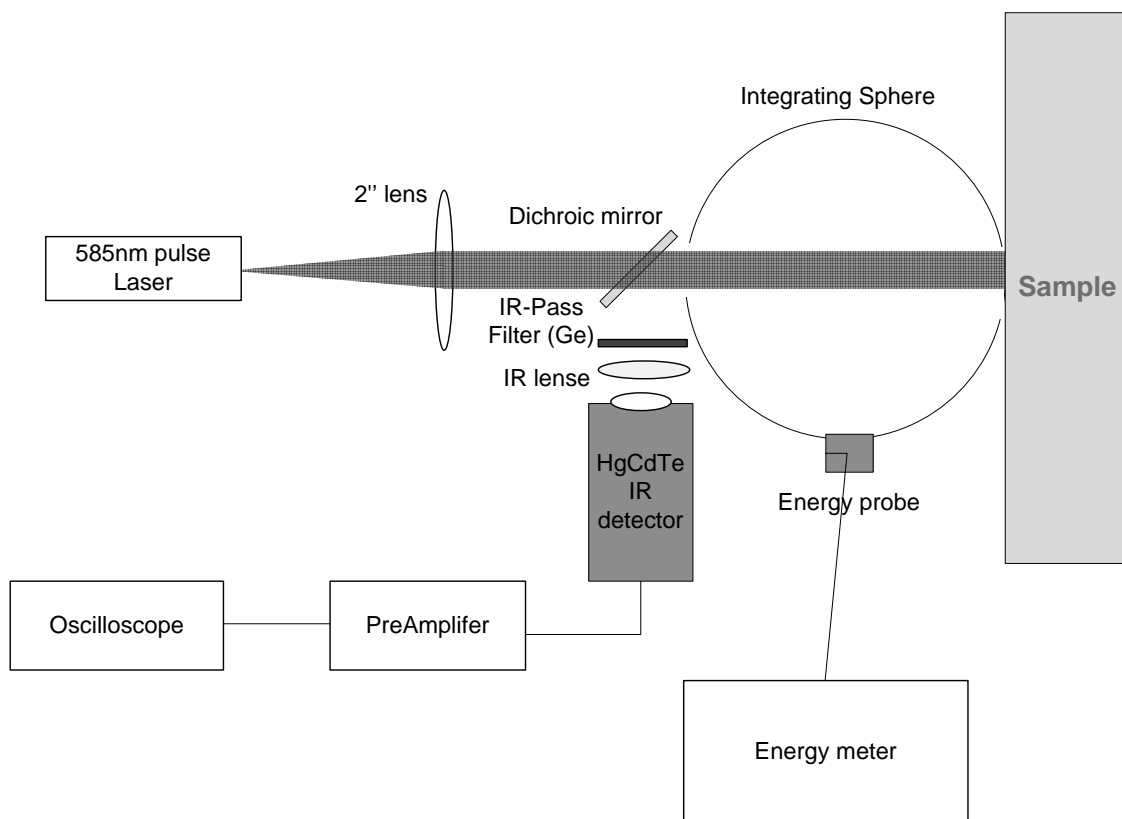 Integrating Sphere
2'' lens
Dichroic mirror
585nm pulse
Laser
Sample
IR-Pass
Filter (Ge)
IR lense
HgCdTe
IR
detector
Energy probe
Oscilloscope
PreAmplifer
Energy meter